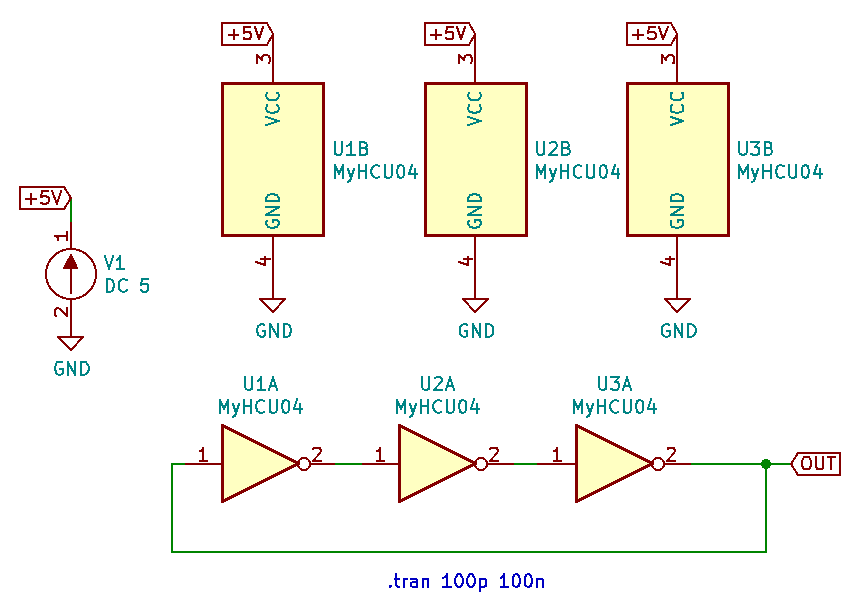 +5V
+5V
+5V
3
3
3
VCC
VCC
VCC
U1B
MyHCU04
U2B
MyHCU04
U3B
MyHCU04
+5V
GND
GND
GND
1
V1
DC 5
2
4
4
4
GND
GND
GND
GND
U1A
MyHCU04
U2A
MyHCU04
U3A
MyHCU04
1
2
1
2
1
2
OUT
.tran 100p 100n